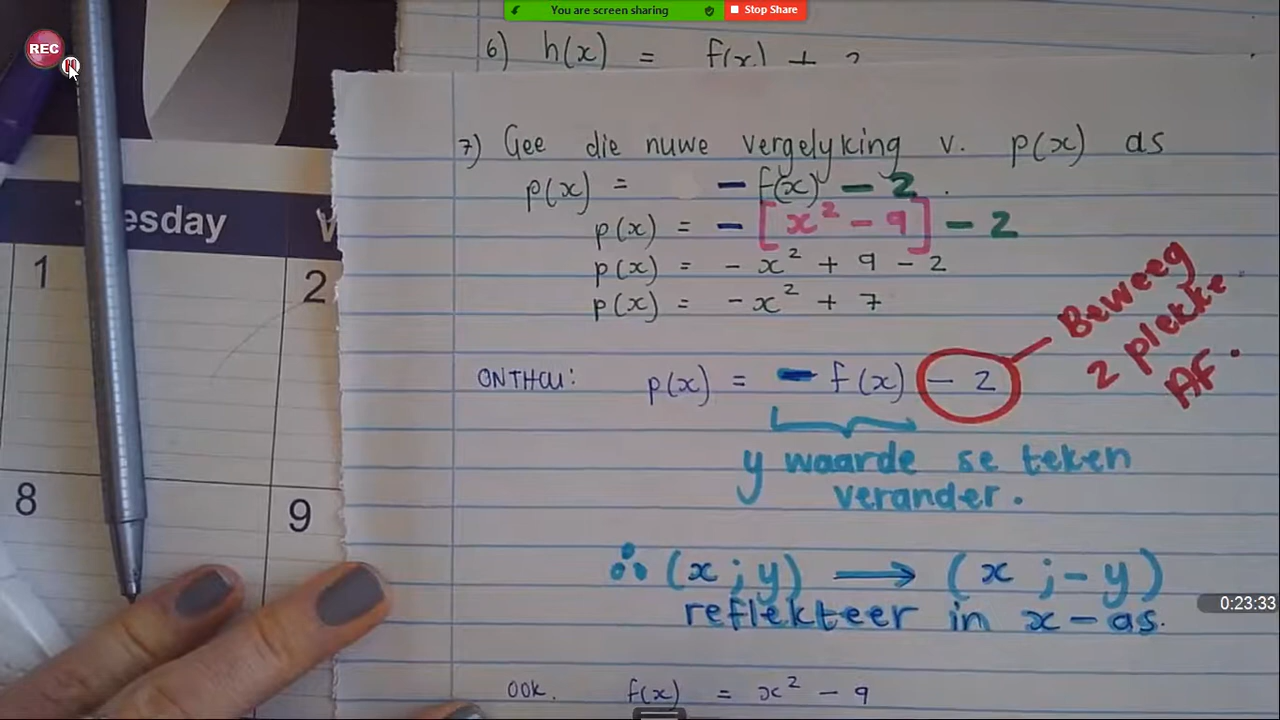 You are screen sharing Stop Share
REC
6) h(x) = f(x) + 2
7) Gee die nuwe vergelyking v. p(x) as
p(x) = - f(x) - 2 .
p(x) = - [x² - 9] - 2
p(x) = - x² + 9 - 2
p(x) = - x² + 7
ONTHOU: p(x) = - f(x) - 2
Beweeg
2 plekke
AF.
y waarde se teken
verander.
∴ (x ; y) → (x ; - y)
reflekteer in x - as.
ook. f(x) = x² - 9
esday
1
2
8
9
0:23:33